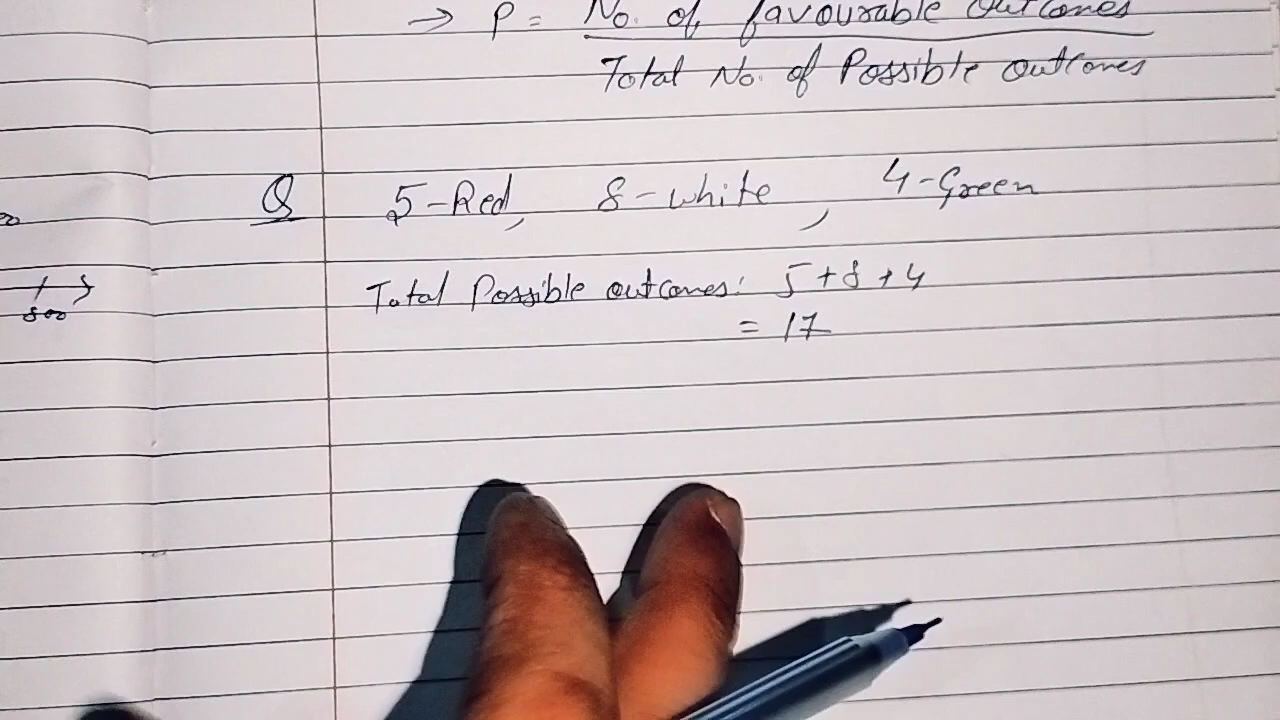 → P = No. of favourable outcomes
Total No. of Possible outcomes
Q 5-Red, 8-white, 4-Green
Total Possible outcomes: 5+8+4
= 17